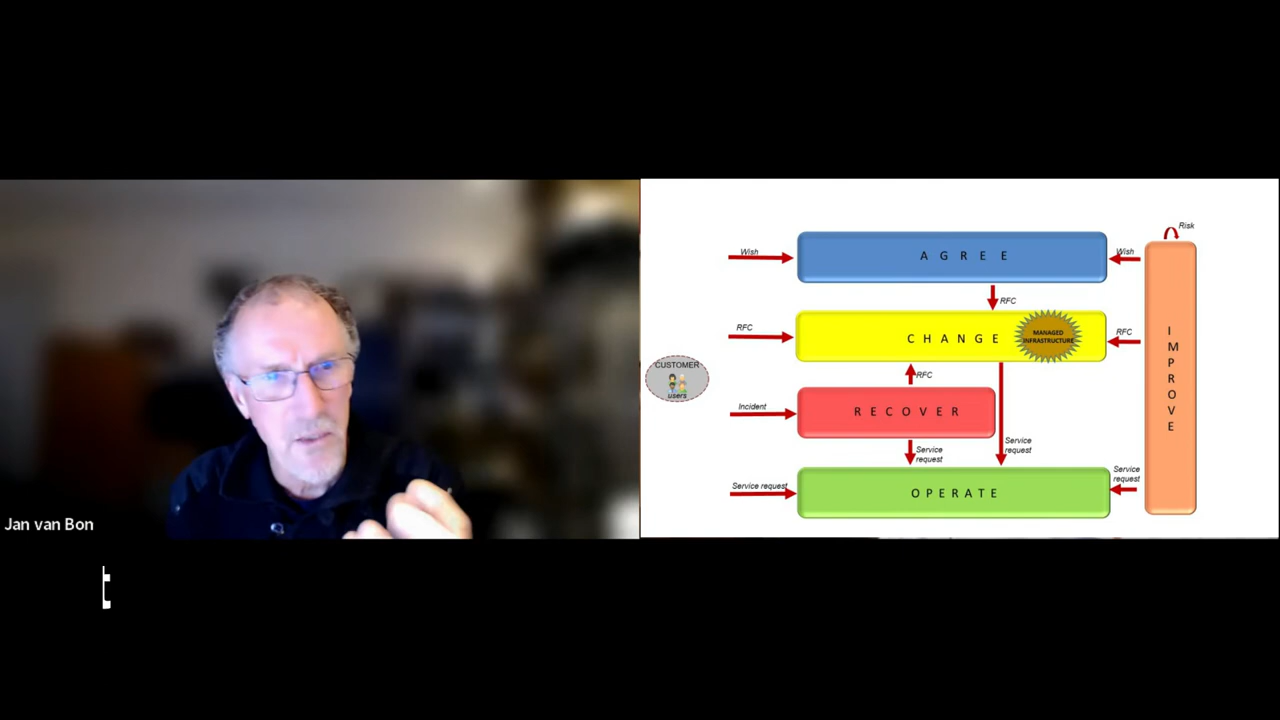 Jan van Bon
t
Risk
Wish
A G R E E
Wish
RFC
RFC
C H A N G E
MANAGED
INFRASTRUCTURE
RFC
CUSTOMER
users
RFC
Incident
R E C O V E R
Service
request
Service
request
Service request
O P E R A T E
Service
request
I
M
P
R
O
V
E